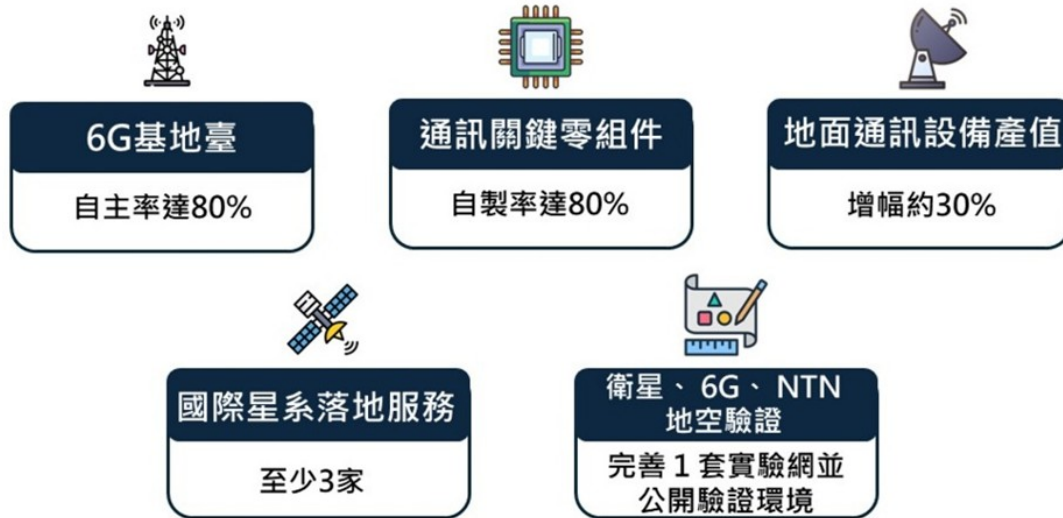 6G基地臺
自主率達80%
通訊關鍵零組件
自製率達80%
地面通訊設備產值
增幅約30%
國際星系落地服務
至少3家
衛星、6G、NTN
地空驗證
完善1套實驗網並
公開驗證環境